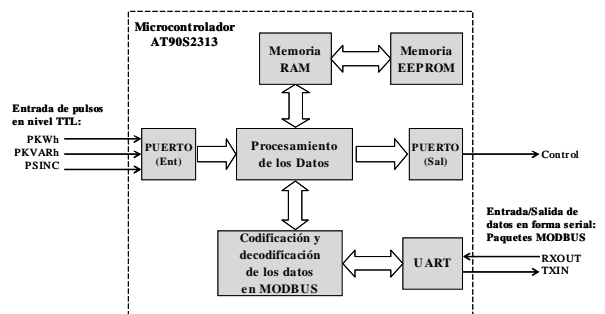 Microcontrolador
AT90S2313
Memoria
RAM
Memoria
EEPROM
Entrada de pulsos
en nivel TTL:
PKWh
PKVARh
PSINC
PUERTO
(Ent)
Procesamiento
de los Datos
PUERTO
(Sal)
Control
Codificación y
decodificación
de los datos
en MODBUS
UART
Entrada/Salida de
datos en forma serial:
Paquetes MODBUS
RXOUT
TXIN